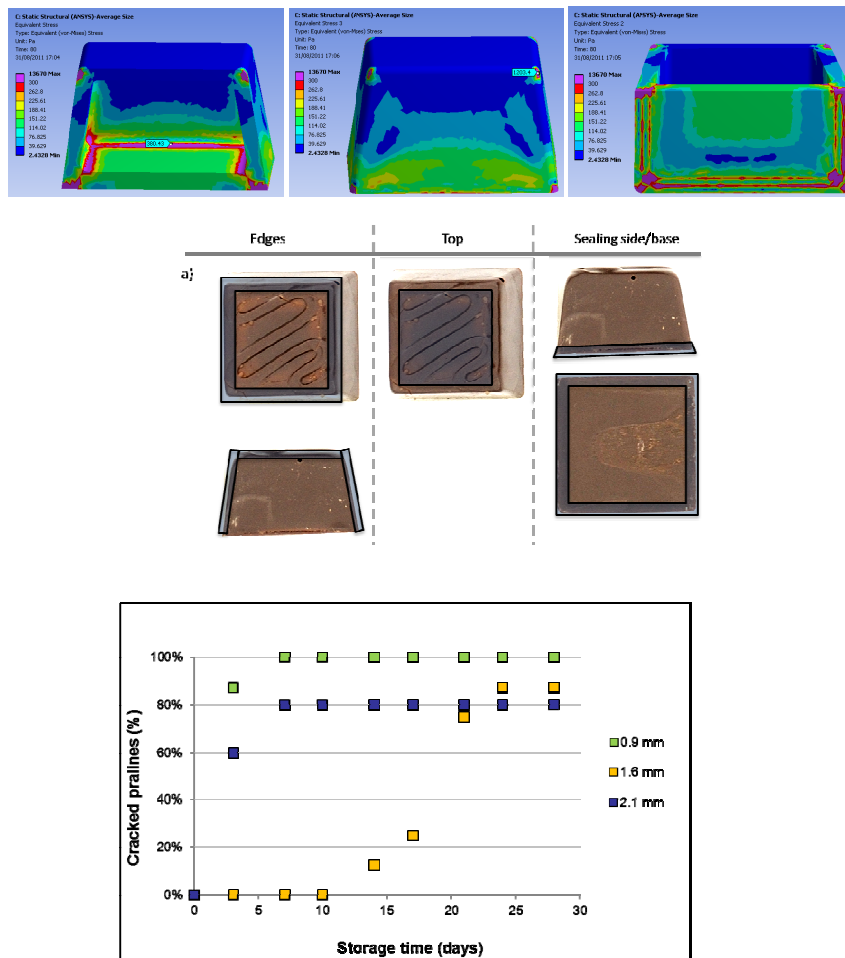 C: Static Structural (ANSYS)-Average Size
Equivalent Stress
Type: Equivalent (von-Mises) Stress
Unit: Pa
Time: 80
31/08/2011 17:04
13670 Max
300
262.8
225.61
188.41
151.22
114.02
76.825
39.629
2.4328 Min
380.43
C: Static Structural (ANSYS)-Average Size
Equivalent Stress 3
Type: Equivalent (von-Mises) Stress
Unit: Pa
Time: 80
31/08/2011 17:06
13670 Max
300
262.8
225.61
188.41
151.22
114.02
76.825
39.629
2.4328 Min
1203.4
C: Static Structural (ANSYS)-Average Size
Equivalent Stress 2
Type: Equivalent (von-Mises) Stress
Unit: Pa
Time: 80
31/08/2011 17:05
13670 Max
300
262.8
225.61
188.41
151.22
114.02
76.825
39.629
2.4328 Min
Edges Top Sealing side/base
a)
Cracked pralines (%)
100%
80%
60%
40%
20%
0%
0 5 10 15 20 25 30
Storage time (days)
0.9 mm
1.6 mm
2.1 mm